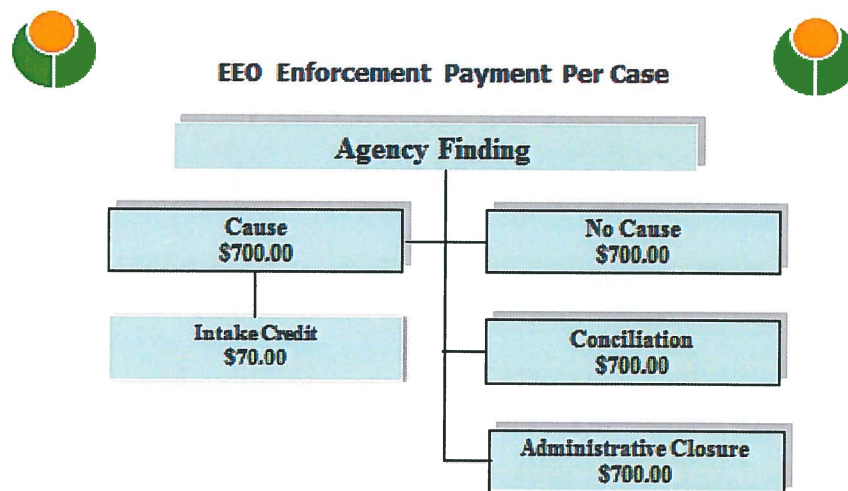 EEO Enforcement Payment Per Case
Agency Finding
Cause
$700.00
No Cause
$700.00
Intake Credit
$70.00
Conciliation
$700.00
Administrative Closure
$700.00